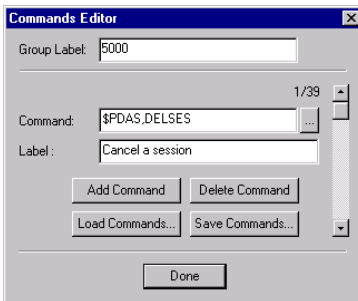 Commands Editor
Group Label: 5000
1/39
Command: $PDAS,DELSES ...
Label : Cancel a session
Add Command Delete Command
Load Commands... Save Commands...
Done